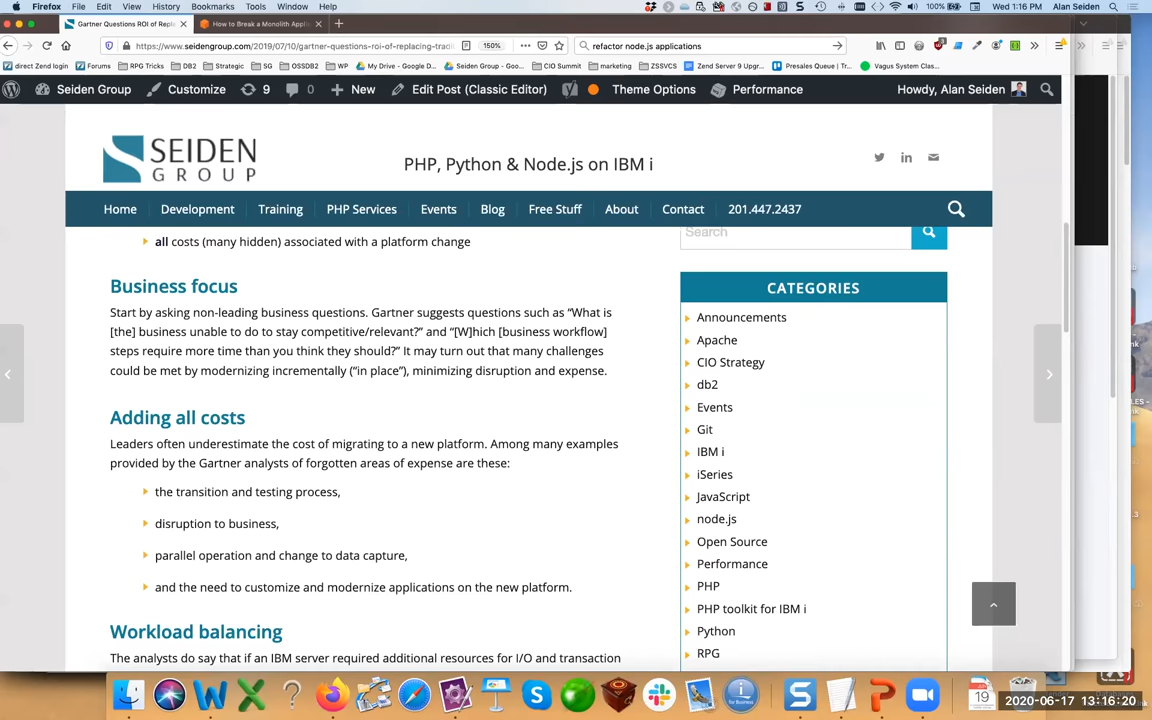 Firefox File Edit View History Bookmarks Tools Window Help 100% Wed 1:16 PM Alan Seiden
Gartner Questions ROI of Repla × How to Break a Monolith Appli × +
https://www.seidengroup.com/2019/07/10/gartner-questions-roi-of-replacing-tradi 150% refactor node.js applications
direct Zend login Forums RPG Tricks DB2 Strategic SG OSSDB2 WP My Drive - Google D... Seiden Group - Goo... CIO Summit marketing ZSSVCS Zend Server 9 Upgr... Presales Queue | Tr... Vagus System Clas...
Seiden Group Customize 9 0 New Edit Post (Classic Editor) Theme Options Performance Howdy, Alan Seiden
SEIDEN
GROUP
PHP, Python & Node.js on IBM i
Home Development Training PHP Services Events Blog Free Stuff About Contact 201.447.2437
all costs (many hidden) associated with a platform change
Business focus
Start by asking non-leading business questions. Gartner suggests questions such as “What is
[the] business unable to do to stay competitive/relevant?” and “[W]hich [business workflow]
steps require more time than you think they should?” It may turn out that many challenges
could be met by modernizing incrementally (“in place”), minimizing disruption and expense.
Adding all costs
Leaders often underestimate the cost of migrating to a new platform. Among many examples
provided by the Gartner analysts of forgotten areas of expense are these:
the transition and testing process,
disruption to business,
parallel operation and change to data capture,
and the need to customize and modernize applications on the new platform.
Workload balancing
The analysts do say that if an IBM server required additional resources for I/O and transaction
Search
CATEGORIES
Announcements
Apache
CIO Strategy
db2
Events
Git
IBM i
iSeries
JavaScript
node.js
Open Source
Performance
PHP
PHP toolkit for IBM i
Python
RPG
2020-06-17 13:16:20